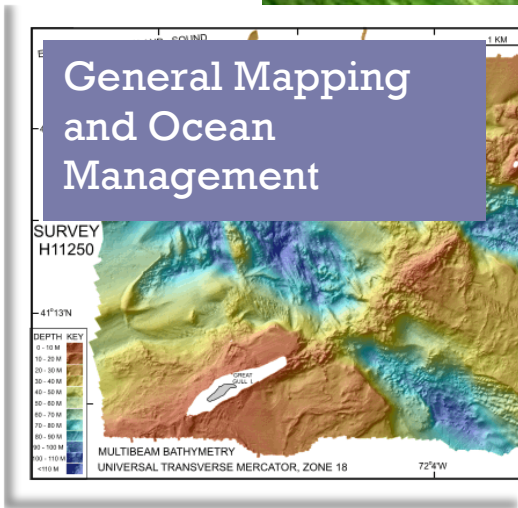 SOUND
1 KM
General Mapping
and Ocean
Management
SURVEY
H11250
41°13'N
DEPTH KEY
0 - 10 M
10 - 20 M
20 - 30 M
30 - 40 M
40 - 50 M
50 - 60 M
60 - 70 M
70 - 80 M
80 - 90 M
90 - 100 M
100 - 110 M
<110 M
GREAT
GULL I.
MULTIBEAM BATHYMETRY
UNIVERSAL TRANSVERSE MERCATOR, ZONE 18
72°4'W